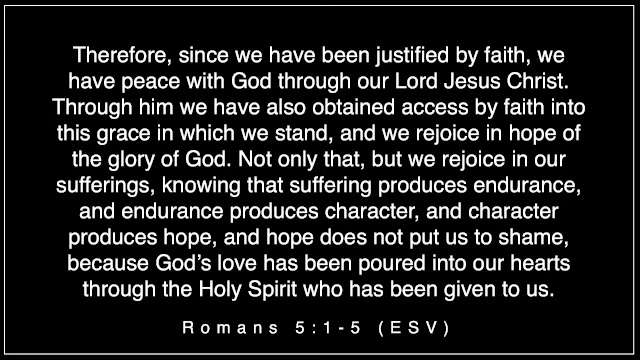 Therefore, since we have been justified by faith, we
have peace with God through our Lord Jesus Christ.
Through him we have also obtained access by faith into
this grace in which we stand, and we rejoice in hope of
the glory of God. Not only that, but we rejoice in our
sufferings, knowing that suffering produces endurance,
and endurance produces character, and character
produces hope, and hope does not put us to shame,
because God’s love has been poured into our hearts
through the Holy Spirit who has been given to us.
Romans 5:1-5 (ESV)